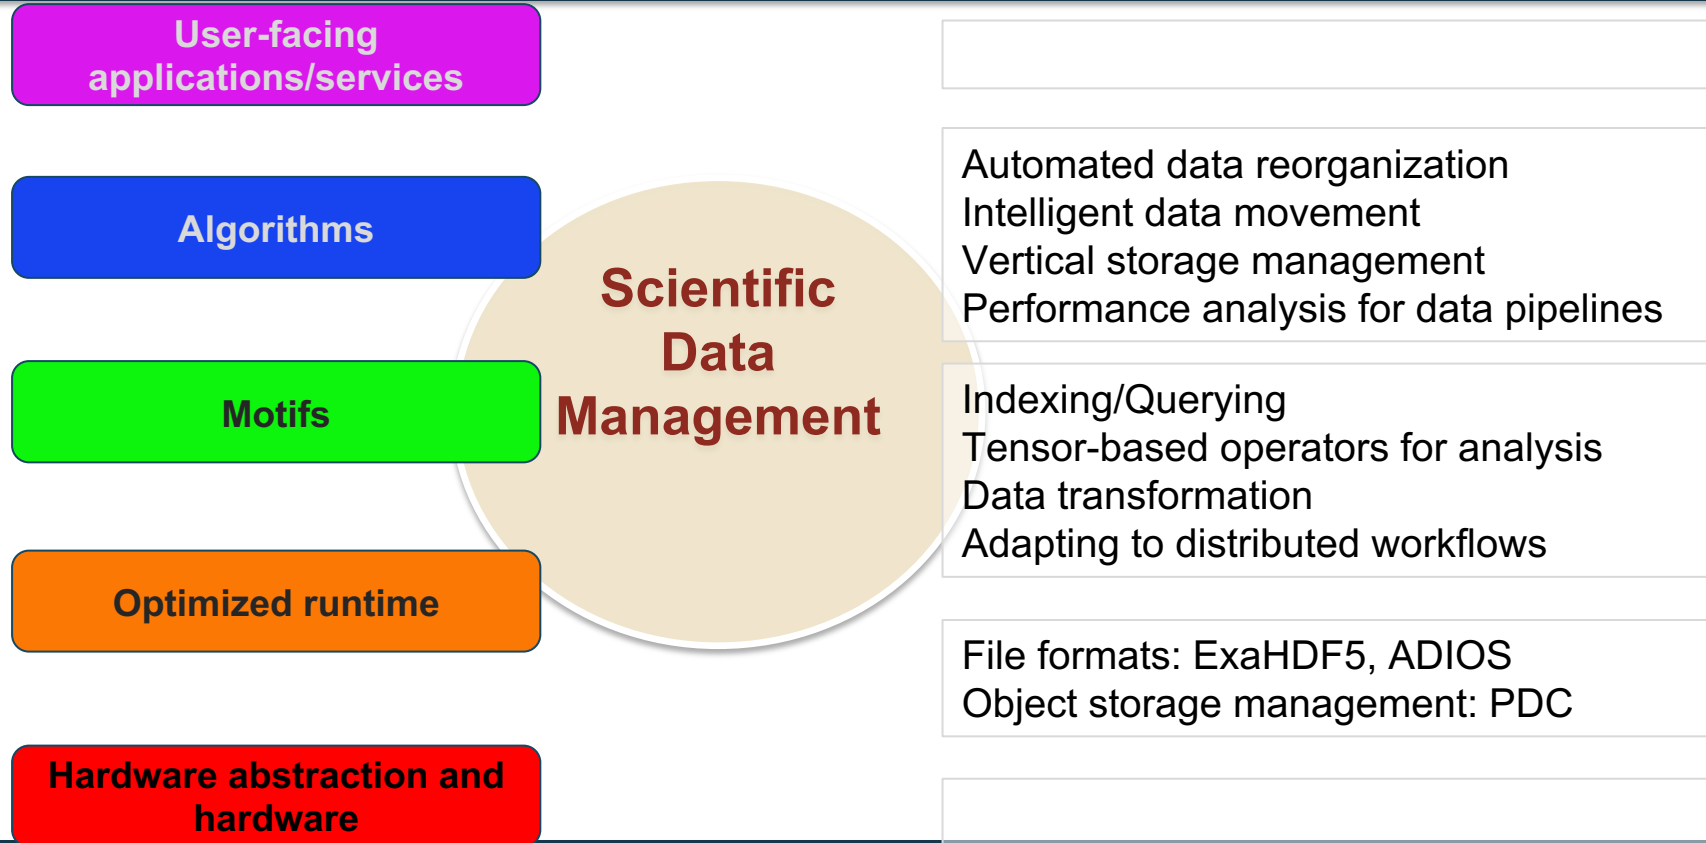 User-facing
applications/services
Algorithms
Motifs
Optimized runtime
Hardware abstraction and
hardware
Scientific
Data
Management
Automated data reorganization
Intelligent data movement
Vertical storage management
Performance analysis for data pipelines
Indexing/Querying
Tensor-based operators for analysis
Data transformation
Adapting to distributed workflows
File formats: ExaHDF5, ADIOS
Object storage management: PDC